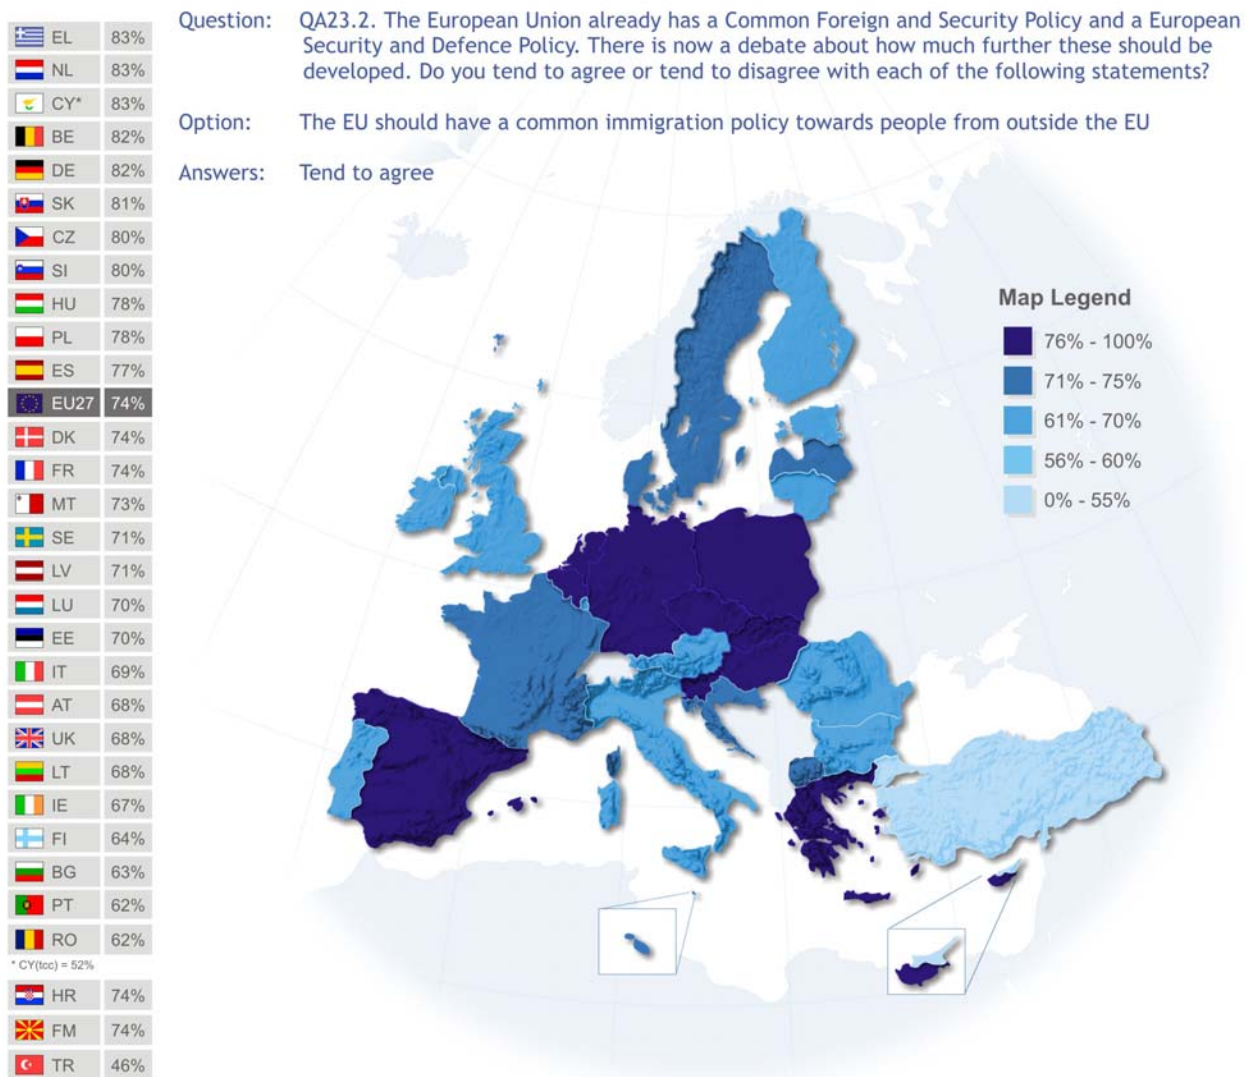 Question: QA23.2. The European Union already has a Common Foreign and Security Policy and a European
Security and Defence Policy. There is now a debate about how much further these should be
developed. Do you tend to agree or tend to disagree with each of the following statements?
Option: The EU should have a common immigration policy towards people from outside the EU
Answers: Tend to agree
EL 83%
NL 83%
CY* 83%
BE 82%
DE 82%
SK 81%
CZ 80%
SI 80%
HU 78%
PL 78%
ES 77%
EU27 74%
DK 74%
FR 74%
MT 73%
SE 71%
LV 71%
LU 70%
EE 70%
IT 69%
AT 68%
UK 68%
LT 68%
IE 67%
FI 64%
BG 63%
PT 62%
RO 62%
* CY(tcc) = 52%
HR 74%
FM 74%
TR 46%
Map Legend
76% - 100%
71% - 75%
61% - 70%
56% - 60%
0% - 55%